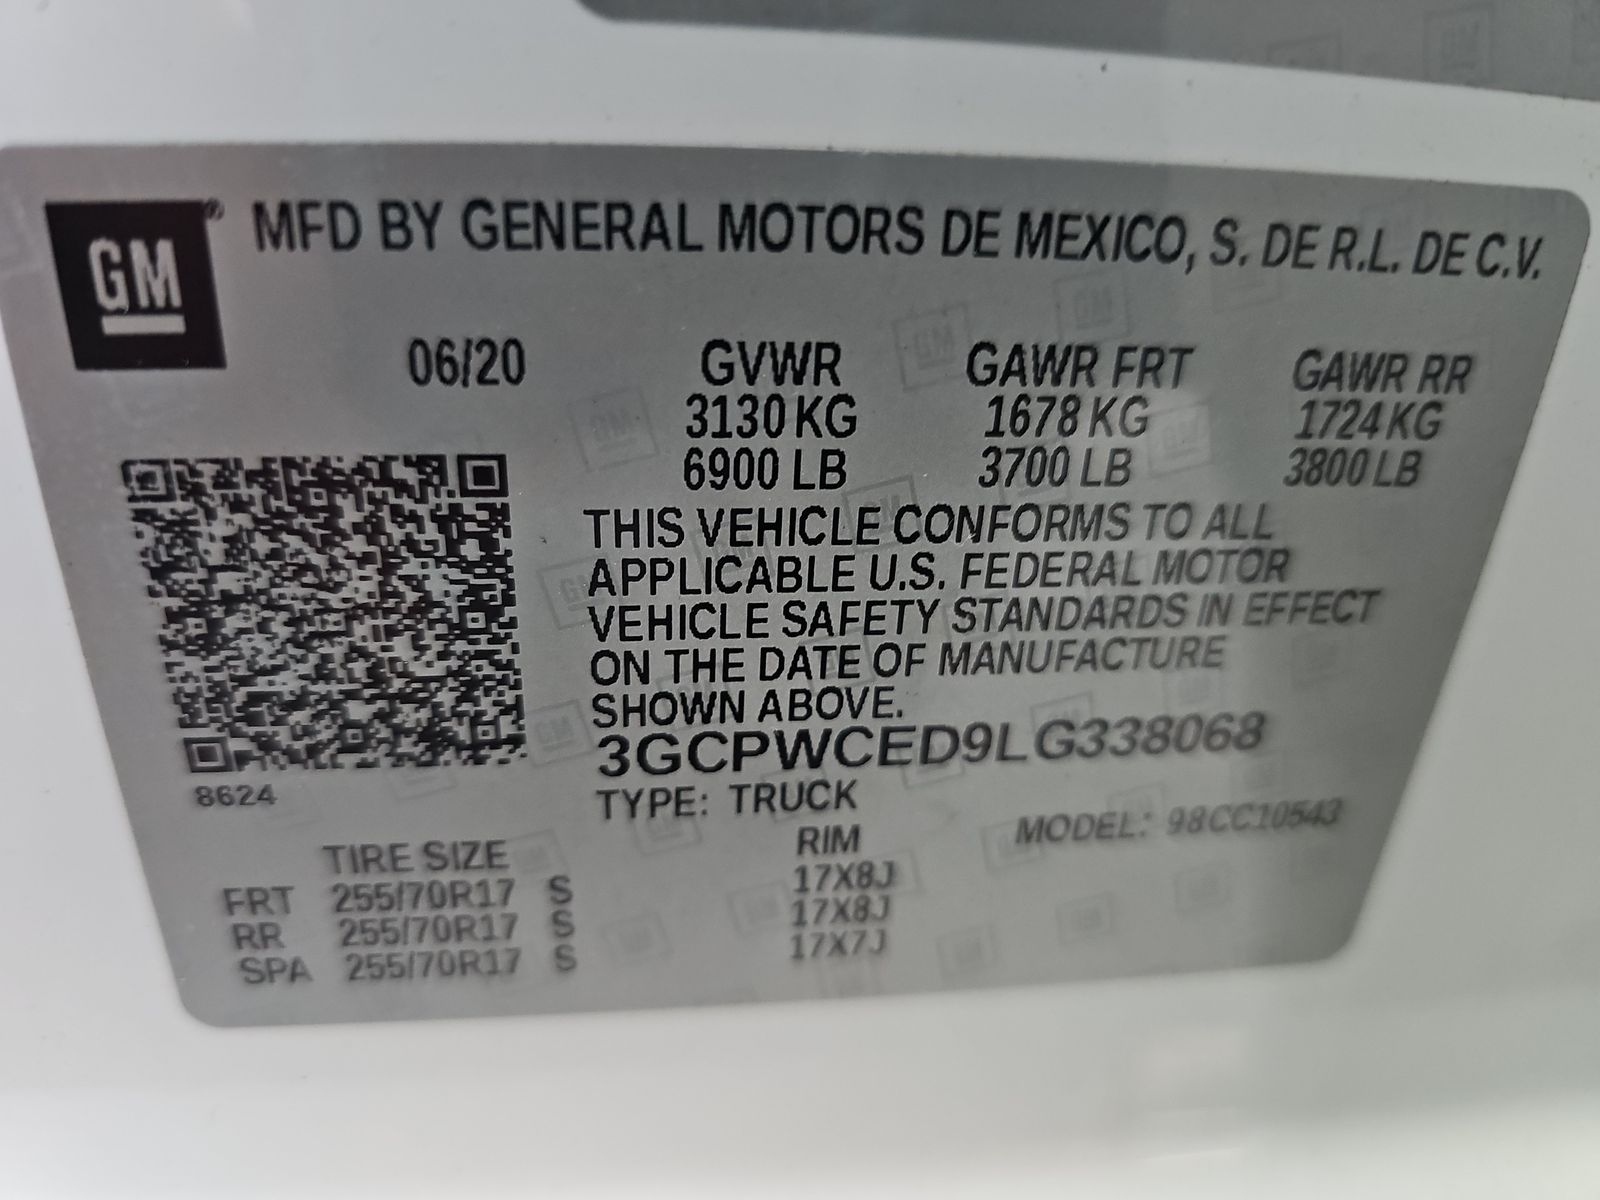 GM
MFD BY GENERAL MOTORS DE MEXICO, S. DE R.L. DE C.V.
06/20 GVWR GAWR FRT GAWR RR
3130 KG 1678 KG 1724 KG
6900 LB 3700 LB 3800 LB
THIS VEHICLE CONFORMS TO ALL
APPLICABLE U.S. FEDERAL MOTOR
VEHICLE SAFETY STANDARDS IN EFFECT
ON THE DATE OF MANUFACTURE
SHOWN ABOVE.
3GCPWCED9LG338068
8624
TYPE: TRUCK
MODEL: 98CC10543
TIRE SIZE RIM
FRT 255/70R17 S 17X8J
RR 255/70R17 S 17X8J
SPA 255/70R17 S 17X7J